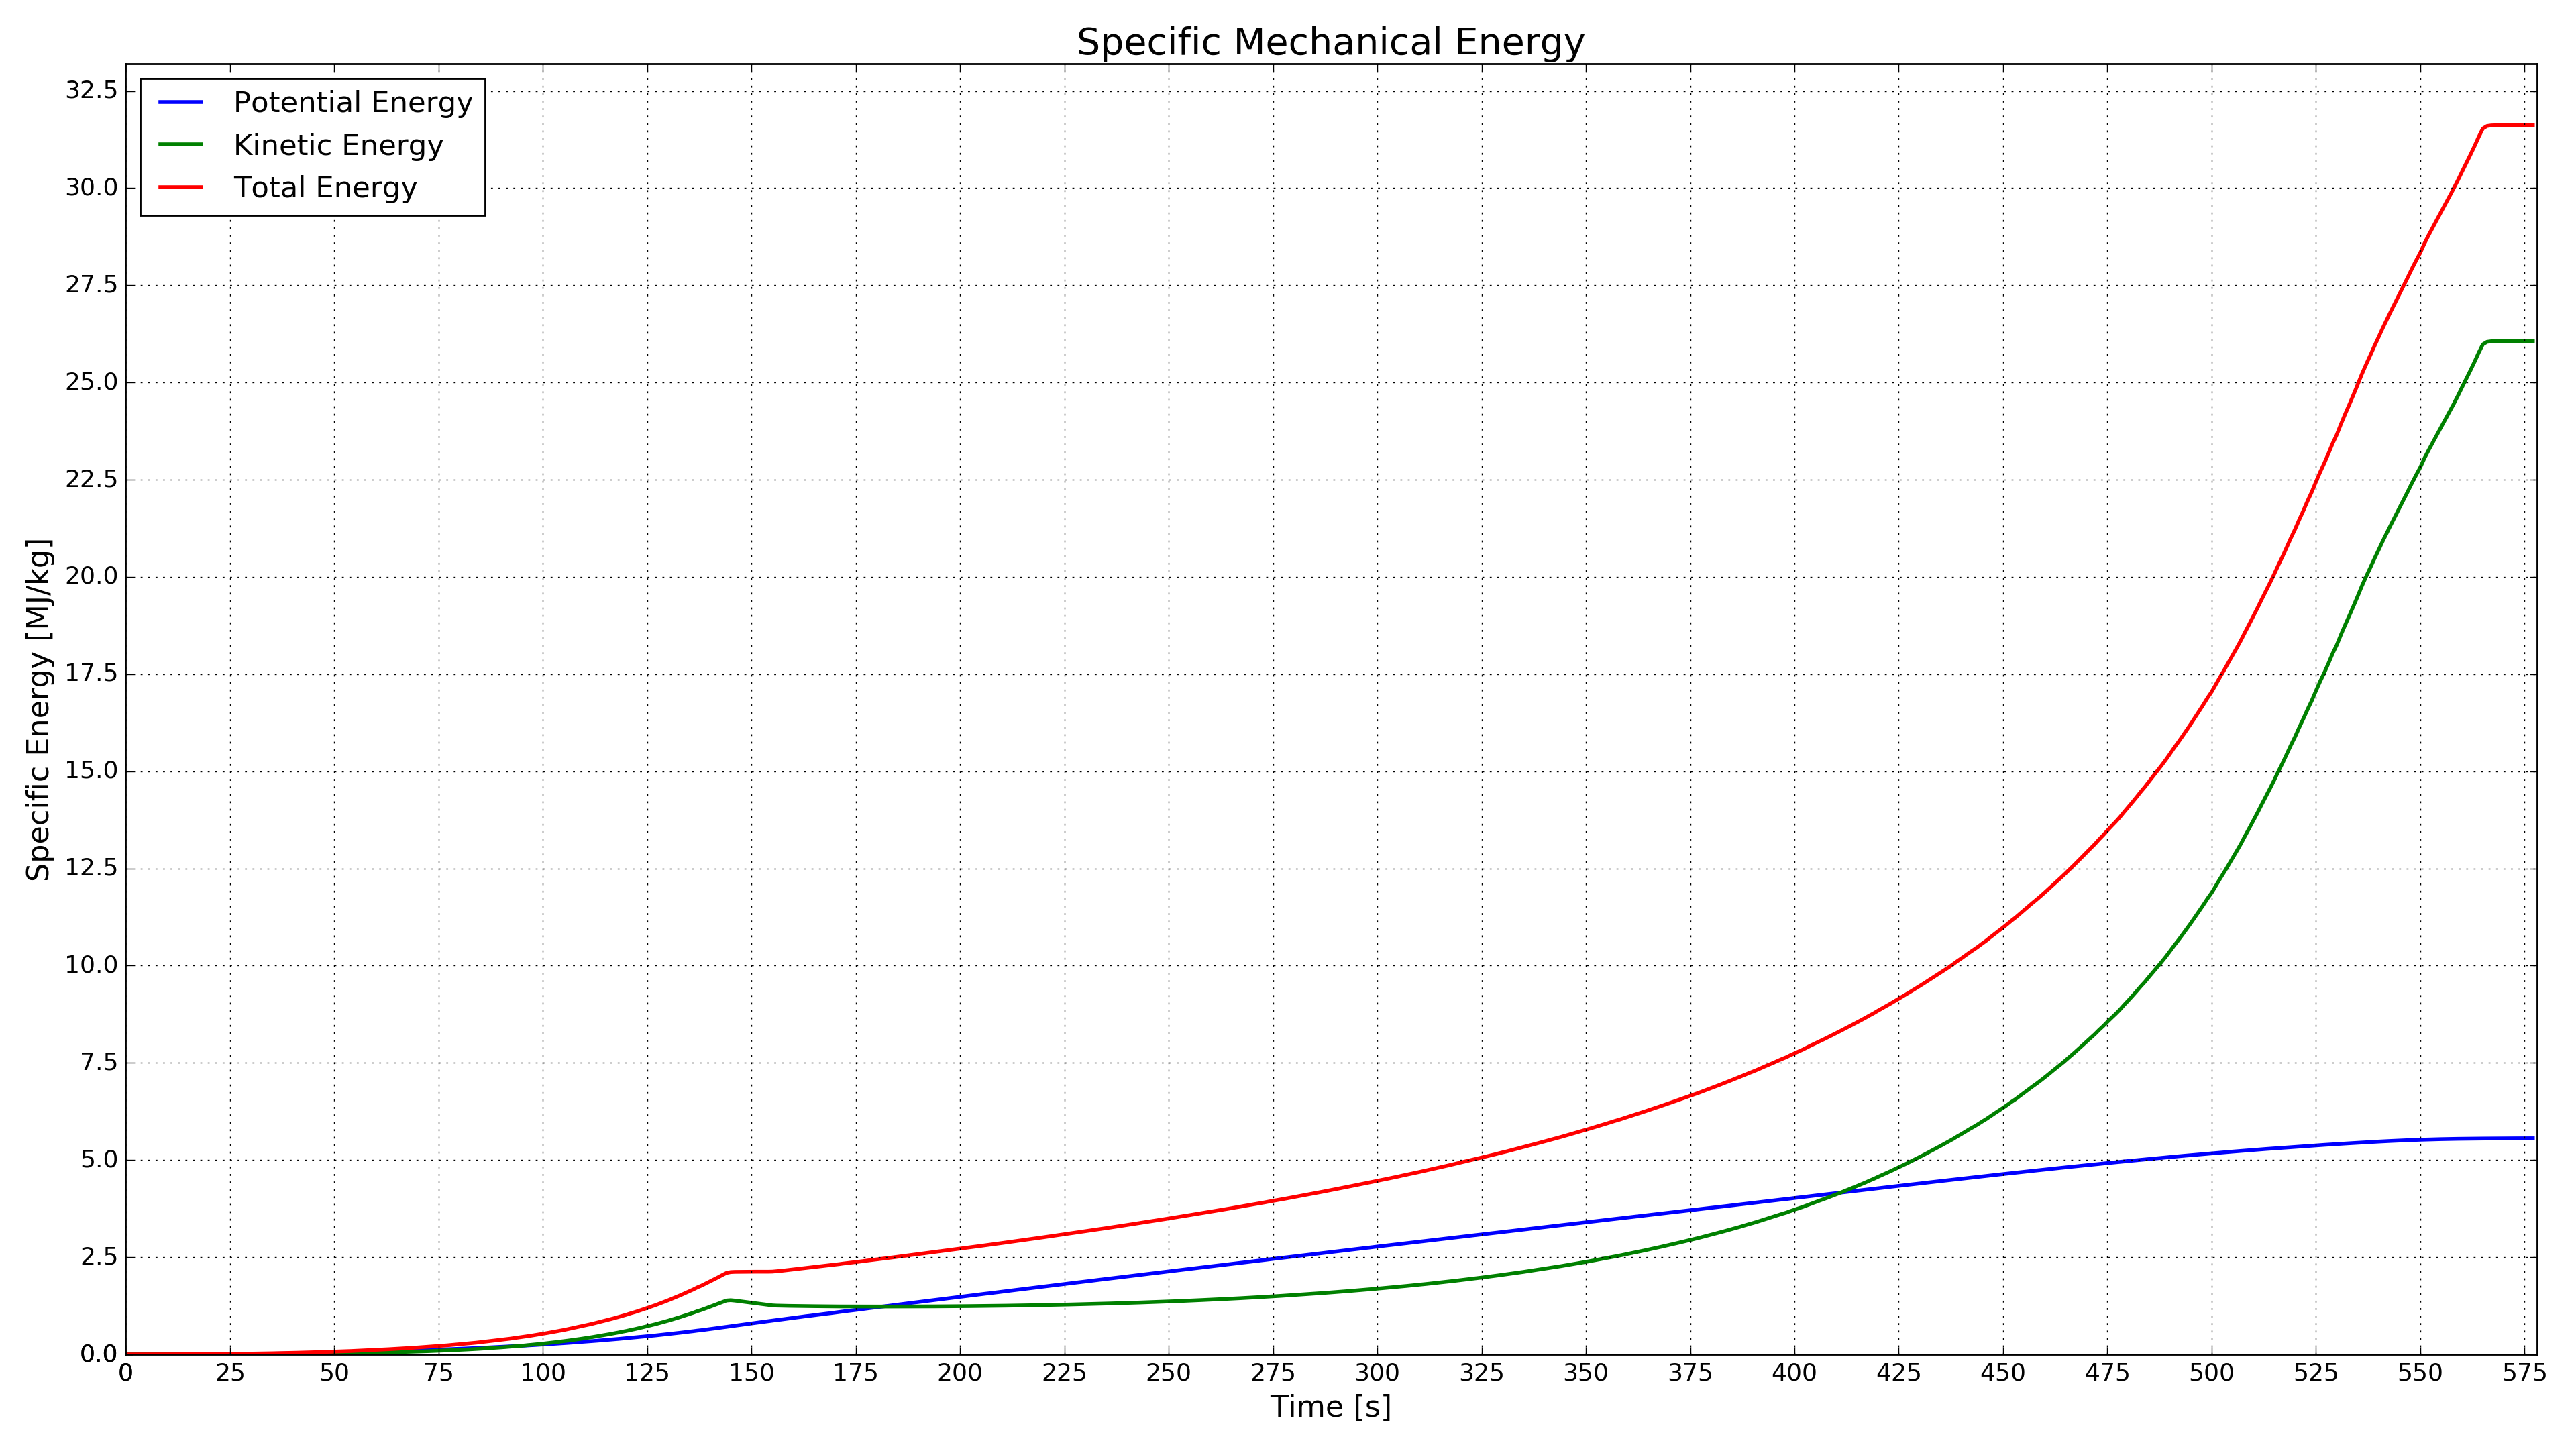 Specific Mechanical Energy
Potential Energy
Kinetic Energy
Total Energy
Specific Energy [MJ/kg]
32.5
30.0
27.5
25.0
22.5
20.0
17.5
15.0
12.5
10.0
7.5
5.0
2.5
0.0
0 25 50 75 100 125 150 175 200 225 250 275 300 325 350 375 400 425 450 475 500 525 550 575
Time [s]